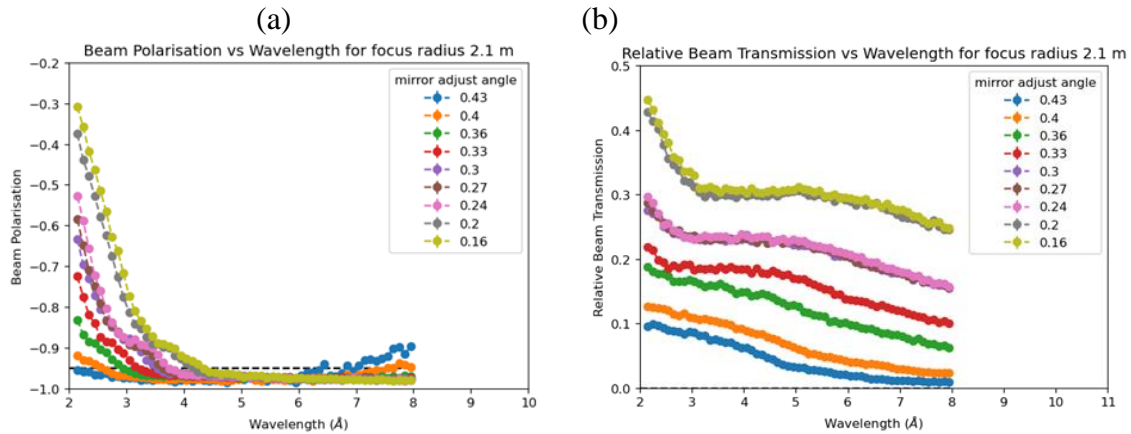 (a)
Beam Polarisation vs Wavelength for focus radius 2.1 m
−0.2
−0.3
−0.4
−0.5
−0.6
−0.7
−0.8
−0.9
−1.0
Beam Polarisation
mirror adjust angle
0.43
0.4
0.36
0.33
0.3
0.27
0.24
0.2
0.16
2 3 4 5 6 7 8 9 10
Wavelength (Å)
(b)
Relative Beam Transmission vs Wavelength for focus radius 2.1 m
0.5
0.4
0.3
0.2
0.1
0.0
Relative Beam Transmission
mirror adjust angle
0.43
0.4
0.36
0.33
0.3
0.27
0.24
0.2
0.16
2 3 4 5 6 7 8 9 10 11
Wavelength (Å)